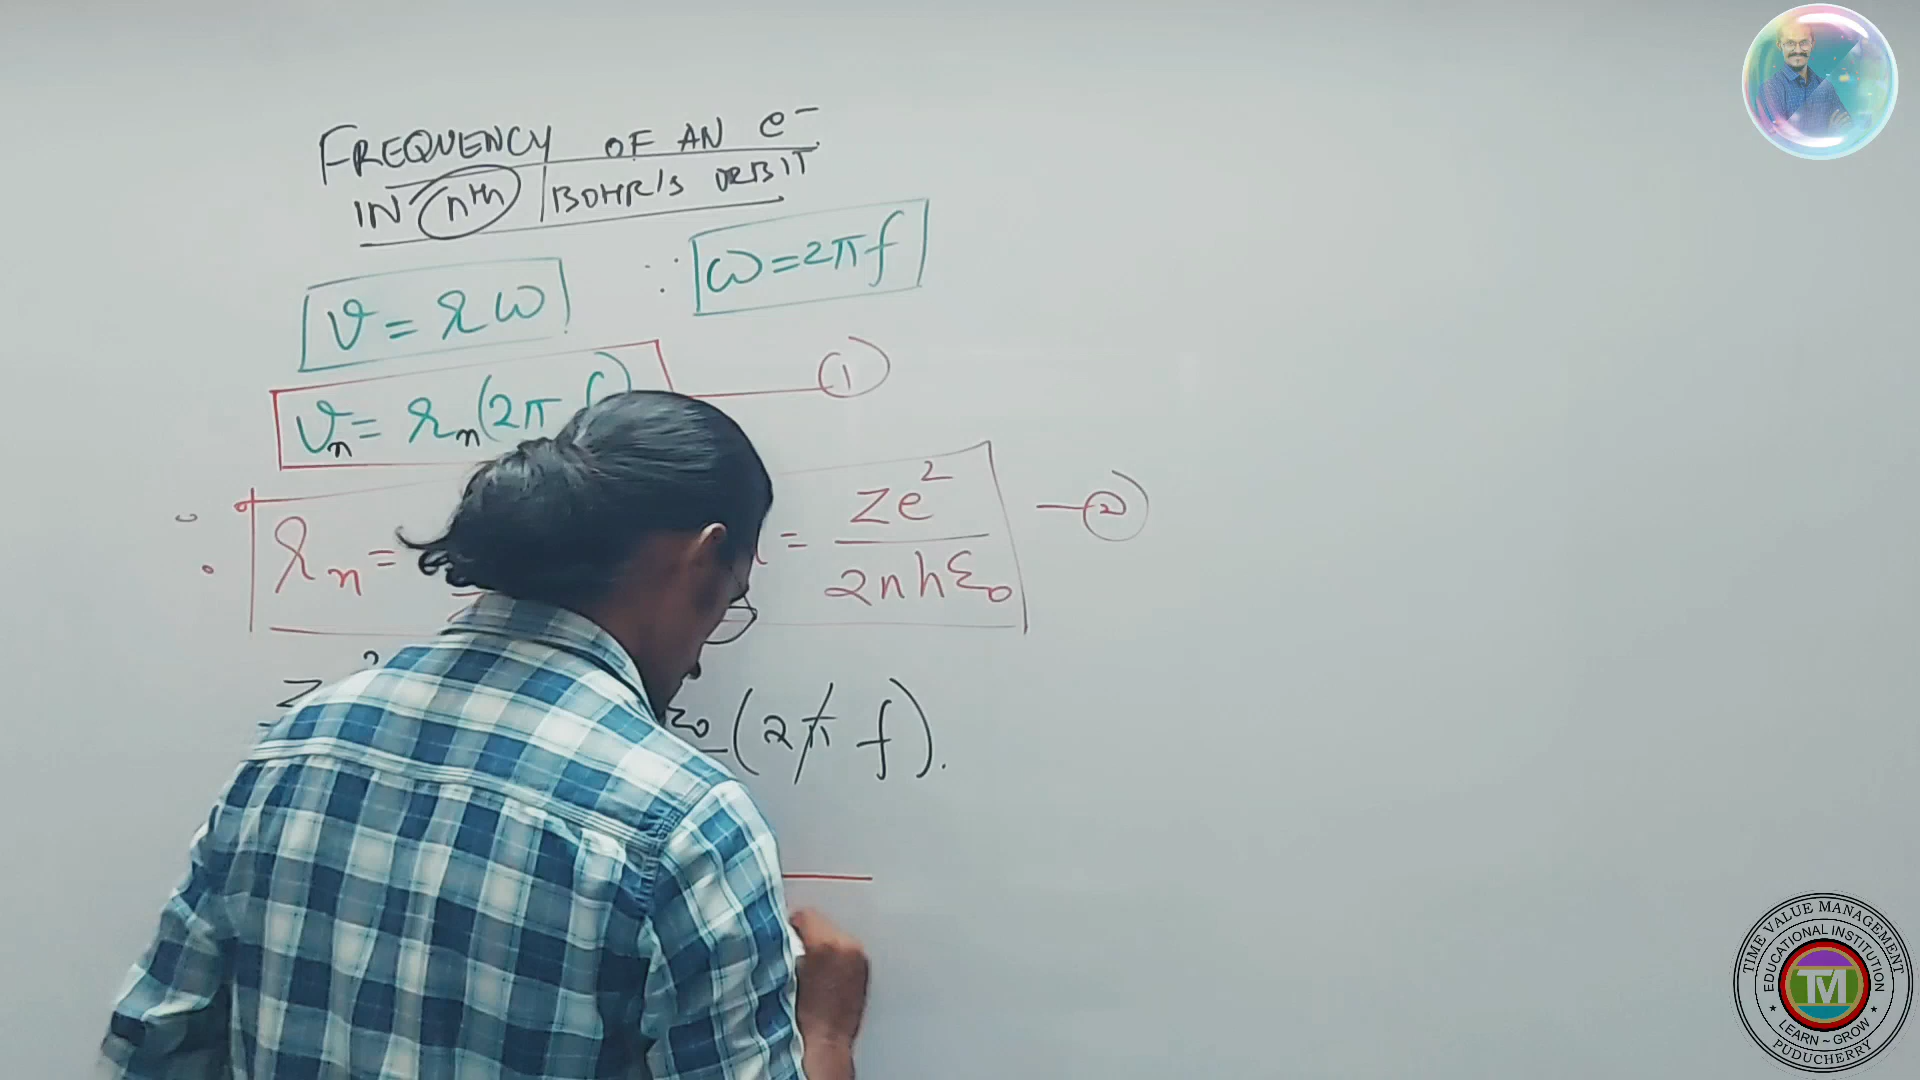 FREQUENCY OF AN e⁻
IN nth BOHR's ORBIT
v = rω ∵ ω = 2πf
vₙ = rₙ(2π f) ①
∴ rₙ = = Ze² / 2nhε₀ — ②
Z ε₀ (2π f).
TIME VALUE MANAGEMENT
EDUCATIONAL INSTITUTION
TM
LEARN ~ GROW
PUDUCHERRY